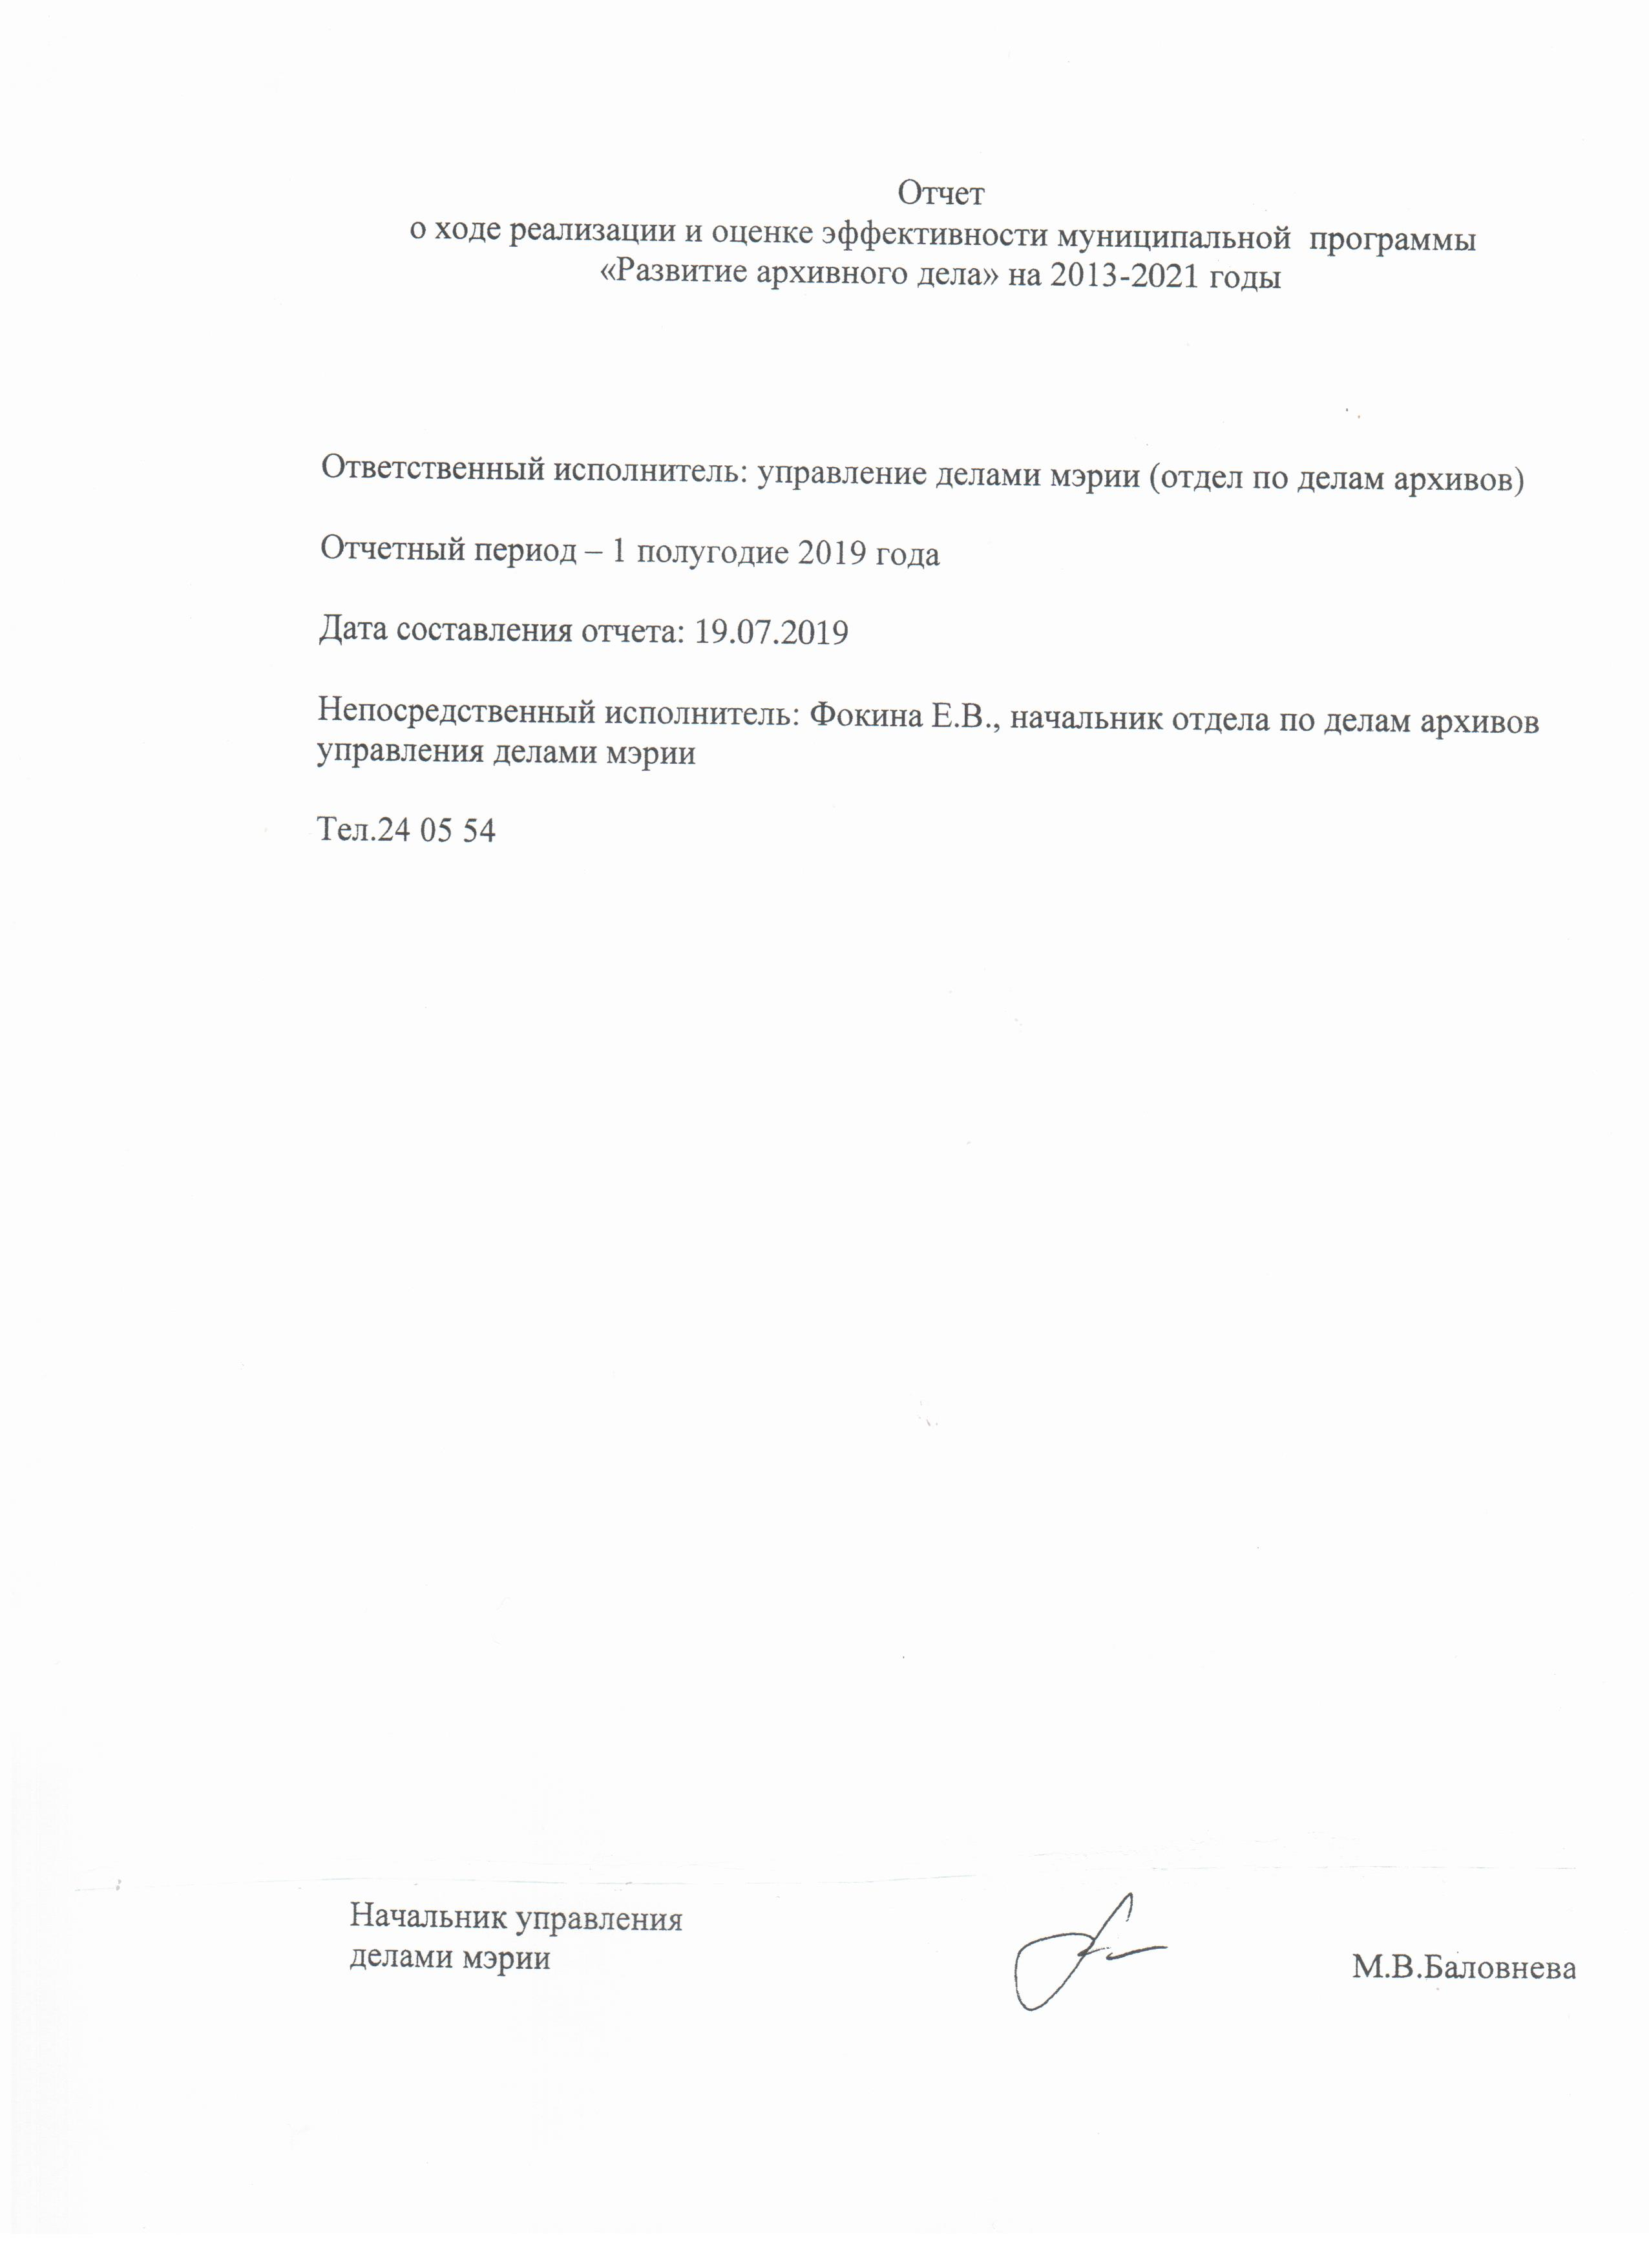 Отчет
о ходе реализации и оценке эффективности муниципальной программы
«Развитие архивного дела» на 2013-2021 годы
Ответственный исполнитель: управление делами мэрии (отдел по делам архивов)
Отчетный период – 1 полугодие 2019 года
Дата составления отчета: 19.07.2019
Непосредственный исполнитель: Фокина Е.В., начальник отдела по делам архивов
управления делами мэрии
Тел.24 05 54
Начальник управления
делами мэрии
М.В.Баловнева